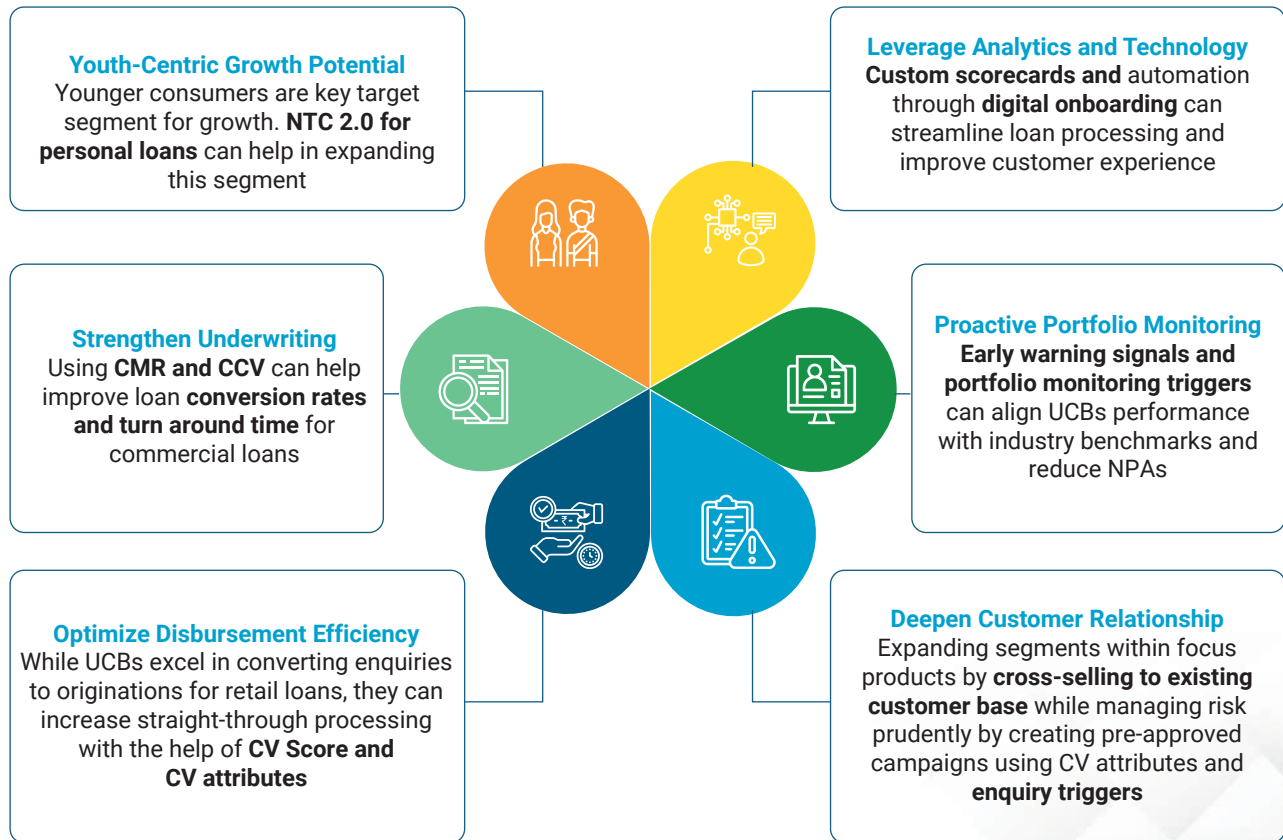 Youth-Centric Growth Potential
Younger consumers are key target
segment for growth. NTC 2.0 for
personal loans can help in expanding
this segment
Leverage Analytics and Technology
Custom scorecards and automation
through digital onboarding can
streamline loan processing and
improve customer experience
Strengthen Underwriting
Using CMR and CCV can help
improve loan conversion rates
and turn around time for
commercial loans
Proactive Portfolio Monitoring
Early warning signals and
portfolio monitoring triggers
can align UCBs performance
with industry benchmarks and
reduce NPAs
Optimize Disbursement Efficiency
While UCBs excel in converting enquiries
to originations for retail loans, they can
increase straight-through processing
with the help of CV Score and
CV attributes
Deepen Customer Relationship
Expanding segments within focus
products by cross-selling to existing
customer base while managing risk
prudently by creating pre-approved
campaigns using CV attributes and
enquiry triggers
₹